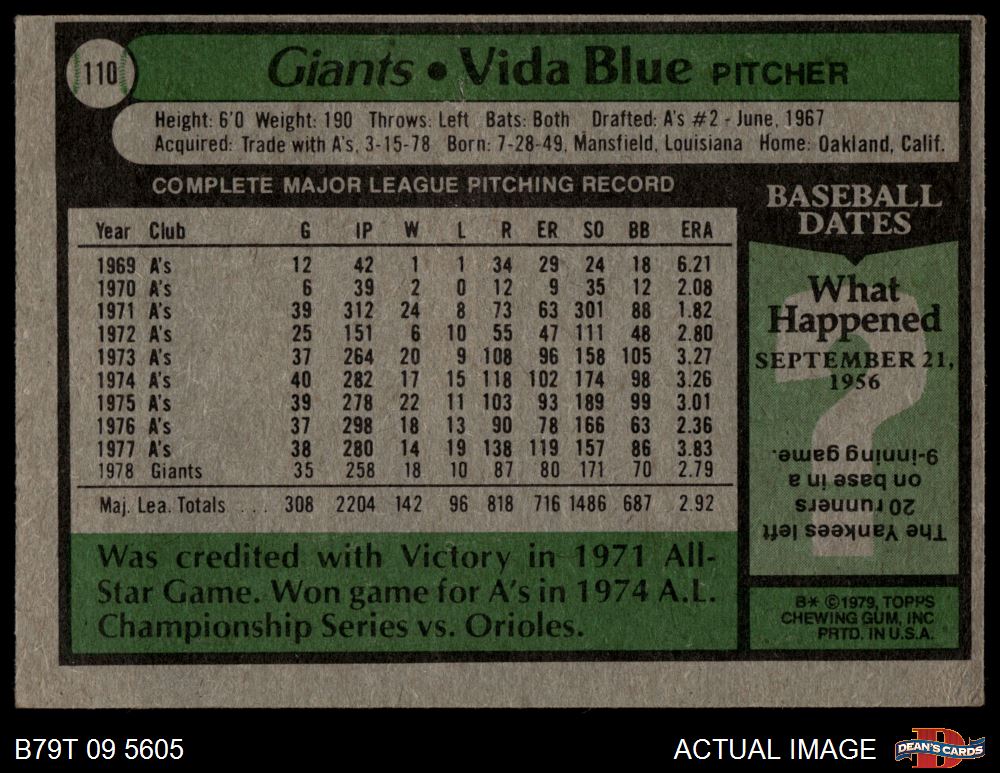 110
Giants • Vida Blue PITCHER
Height: 6'0 Weight: 190 Throws: Left Bats: Both Drafted: A's #2 - June, 1967
Acquired: Trade with A's, 3-15-78 Born: 7-28-49, Mansfield, Louisiana Home: Oakland, Calif.
COMPLETE MAJOR LEAGUE PITCHING RECORD
Year Club G IP W L R ER SO BB ERA
1969 A's 12 42 1 1 34 29 24 18 6.21
1970 A's 6 39 2 0 12 9 35 12 2.08
1971 A's 39 312 24 8 73 63 301 88 1.82
1972 A's 25 151 6 10 55 47 111 48 2.80
1973 A's 37 264 20 9 108 96 158 105 3.27
1974 A's 40 282 17 15 118 102 174 98 3.26
1975 A's 39 278 22 11 103 93 189 99 3.01
1976 A's 37 298 18 13 90 78 166 63 2.36
1977 A's 38 280 14 19 138 119 157 86 3.83
1978 Giants 35 258 18 10 87 80 171 70 2.79
Maj. Lea. Totals ... 308 2204 142 96 818 716 1486 687 2.92
Was credited with Victory in 1971 All-
Star Game. Won game for A's in 1974 A.L.
Championship Series vs. Orioles.
BASEBALL
DATES
What
Happened
SEPTEMBER 21,
1956
?
The Yankees left
20 runners
on base in a
9-inning game.
B* ©1979, TOPPS
CHEWING GUM, INC
PRTD. IN U.S.A.
B79T 09 5605
ACTUAL IMAGE
D
DEAN'S CARDS